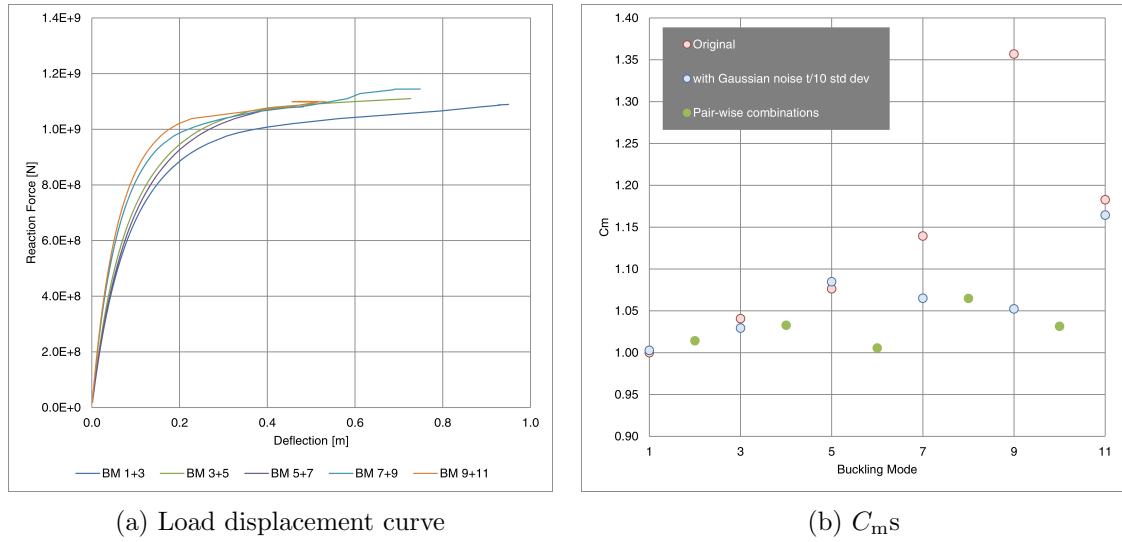 1.4E+9
1.2E+9
1.0E+9
8.0E+8
6.0E+8
4.0E+8
2.0E+8
0.0E+0
Reaction Force [N]
0.0 0.2 0.4 0.6 0.8 1.0
Deflection [m]
BM 1+3 BM 3+5 BM 5+7 BM 7+9 BM 9+11
(a) Load displacement curve
1.40
1.35
1.30
1.25
1.20
1.15
1.10
1.05
1.00
0.95
0.90
Cm
Original
with Gaussian noise t/10 std dev
Pair-wise combinations
1 3 5 7 9 11
Buckling Mode
(b) Cms